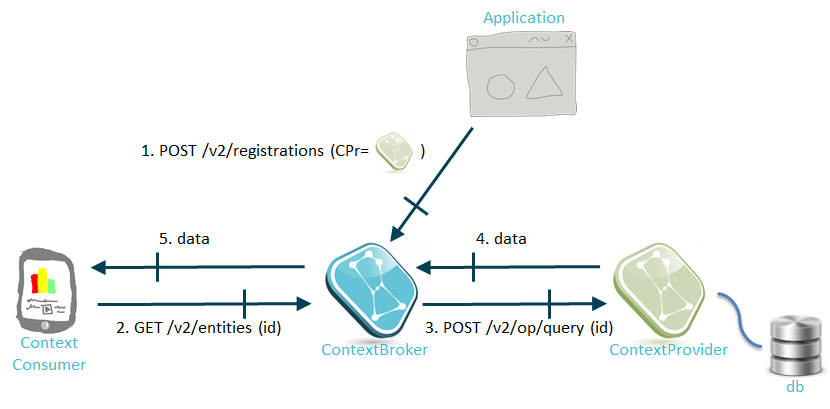 Application
1. POST /v2/registrations (CPr= )
5. data
4. data
2. GET /v2/entities (id)
3. POST /v2/op/query (id)
Context
Consumer
ContextBroker
ContextProvider
db